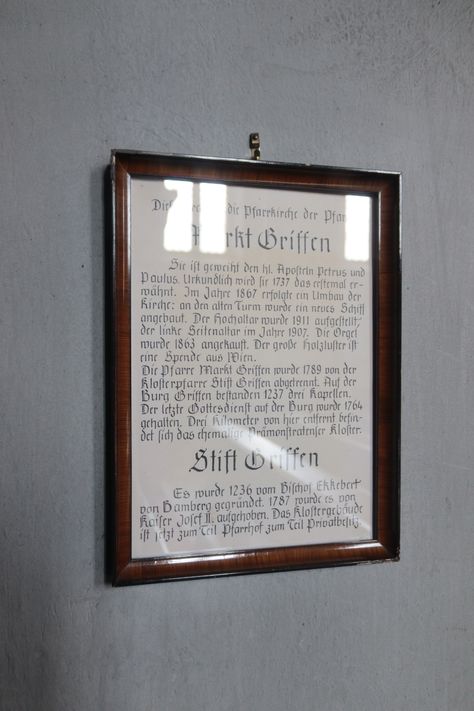 die Pfarrkirche der
Markt Griffen
Sie ist geweiht den hl. Aposteln Petrus und
Paulus. Urkundlich wird sie 1737 das erstemal er-
wähnt. Im Jahre 1867 erfolgte ein Umbau der
Kirche: an den alten Turm wurde ein neues Schiff
angebaut. Der Hochaltar wurde 1911 aufgestellt,
der linke Seitenaltar im Jahre 1907. Die Orgel
wurde 1863 angekauft. Der große Holzluster ist
eine Spende aus Wien.
Die Pfarre Markt Griffen wurde 1789 von der
Klosterpfarre Stift Griffen abgetrennt. Auf der
Burg Griffen bestanden 1237 drei Kapellen.
Der letzte Gottesdienst auf der Burg wurde 1764
gehalten. Drei Kilometer von hier entfernt befin-
det sich das ehemalige Prämonstratenser Kloster.
Stift Griffen
Es wurde 1236 vom Bischof Ekkebert
von Bamberg gegründet. 1787 wurde es von
Kaiser Josef II. aufgehoben. Das Klostergebäude
ist jetzt zum Teil Pfarrhof zum Teil Privatbesitz.